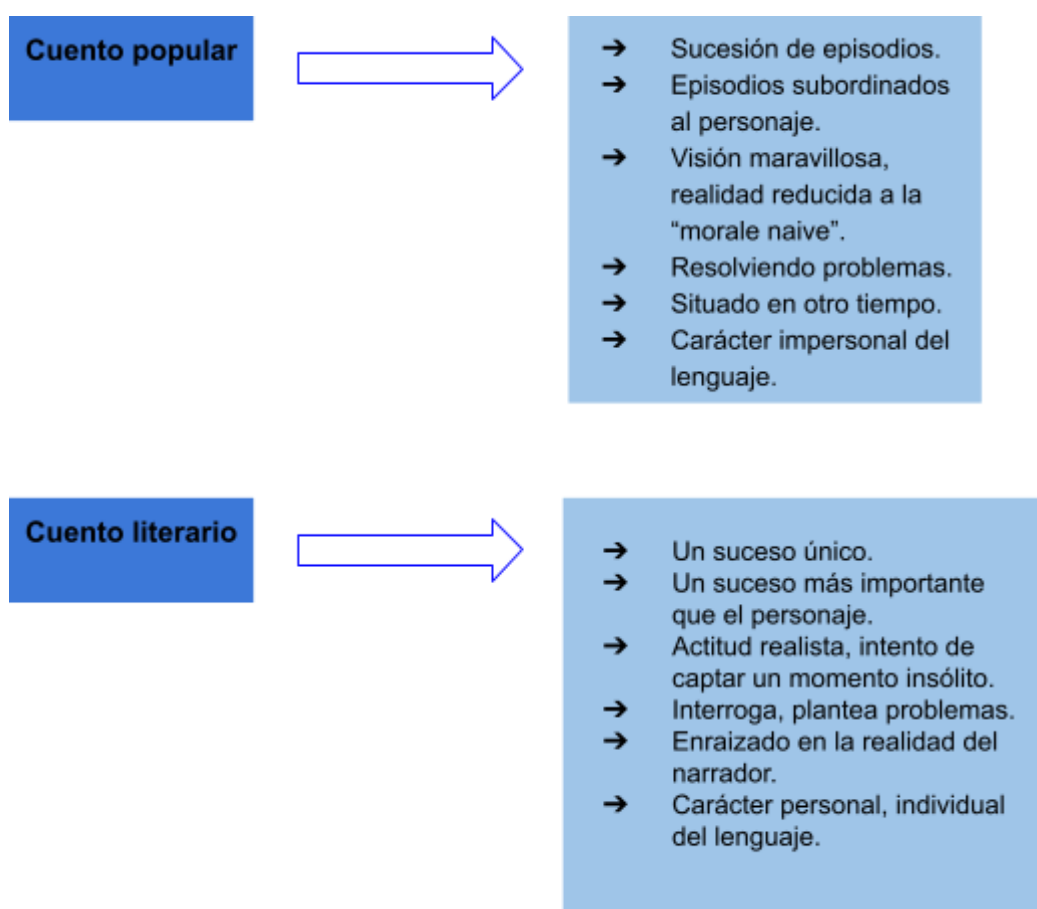 Cuento popular
➔ Sucesión de episodios.
➔ Episodios subordinados
al personaje.
➔ Visión maravillosa,
realidad reducida a la
“morale naive”.
➔ Resolviendo problemas.
➔ Situado en otro tiempo.
➔ Carácter impersonal del
lenguaje.
Cuento literario
➔ Un suceso único.
➔ Un suceso más importante
que el personaje.
➔ Actitud realista, intento de
captar un momento insólito.
➔ Interroga, plantea problemas.
➔ Enraizado en la realidad del
narrador.
➔ Carácter personal, individual
del lenguaje.